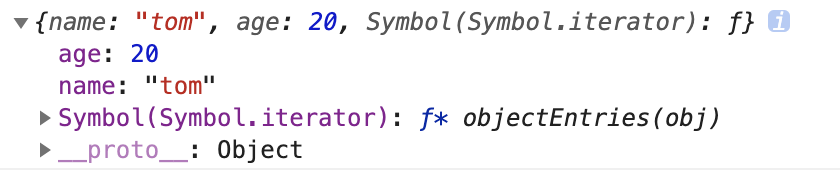 {name: "tom", age: 20, Symbol(Symbol.iterator): f} i
age: 20
name: "tom"
Symbol(Symbol.iterator): f* objectEntries(obj)
__proto__: Object